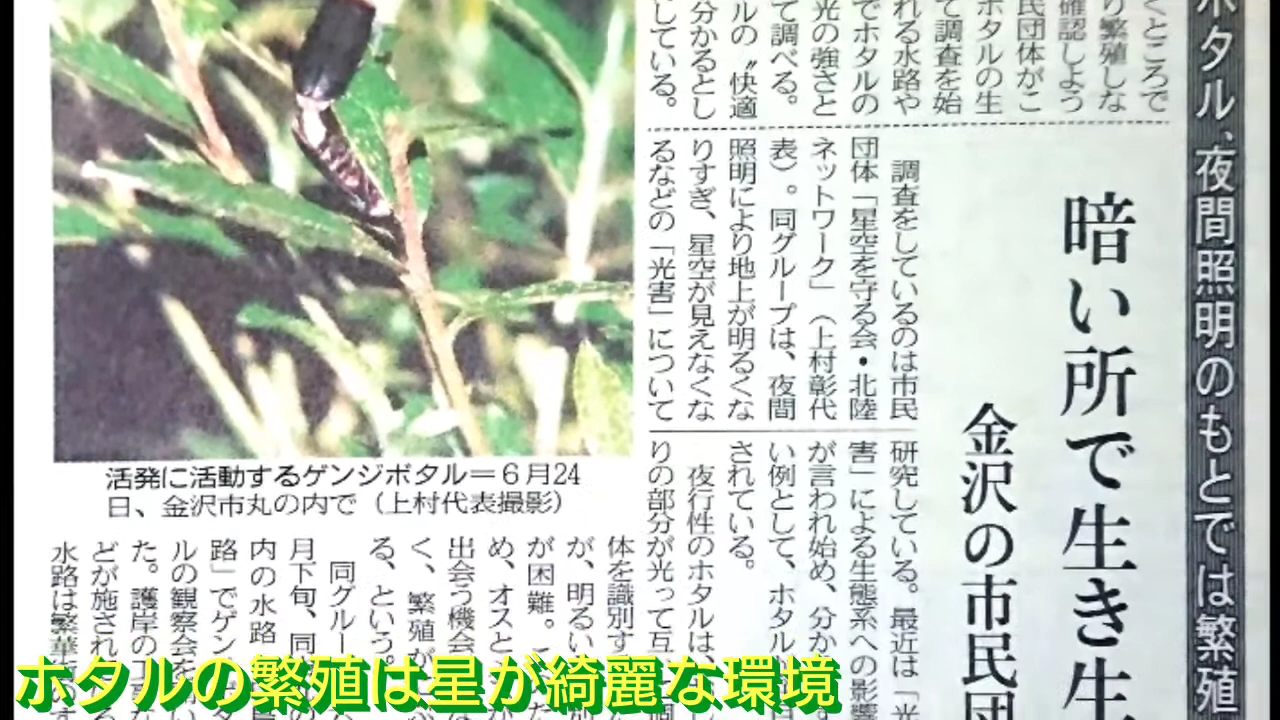 ホタル、夜間照明のもとでは繁殖
暗い所で生き生
金沢の市民団
くところで
り繁殖しな
確認しよう
民団体がこ
ホタルの生
て調査を始
れる水路や
でホタルの
光の強さと
て調べる。
ルの〝快適
分かるとし
している。
調査をしているのは市民
団体「星空を守る会・北陸
ネットワーク」（上村彰代
表）。同グループは、夜間
照明により地上が明るくな
りすぎ、星空が見えなくな
るなどの「光害」について
研究している。最近は「光
害」による生態系への影響
が言われ始め、分か
い例として、ホタル
されている。
夜行性のホタルは
りの部分が光って互
体を識別す
が、明るい
が困難。
め、オスと
出会う機会
く、繁殖が
る、という。
同グルー
月下旬、同
内の水路
路」でゲン
ルの観察会を
た。護岸の
どが施され
水路は繁華
活発に活動するゲンジボタル＝６月24
日、金沢市丸の内で（上村代表撮影）
ホタルの繁殖は星が綺麗な環境